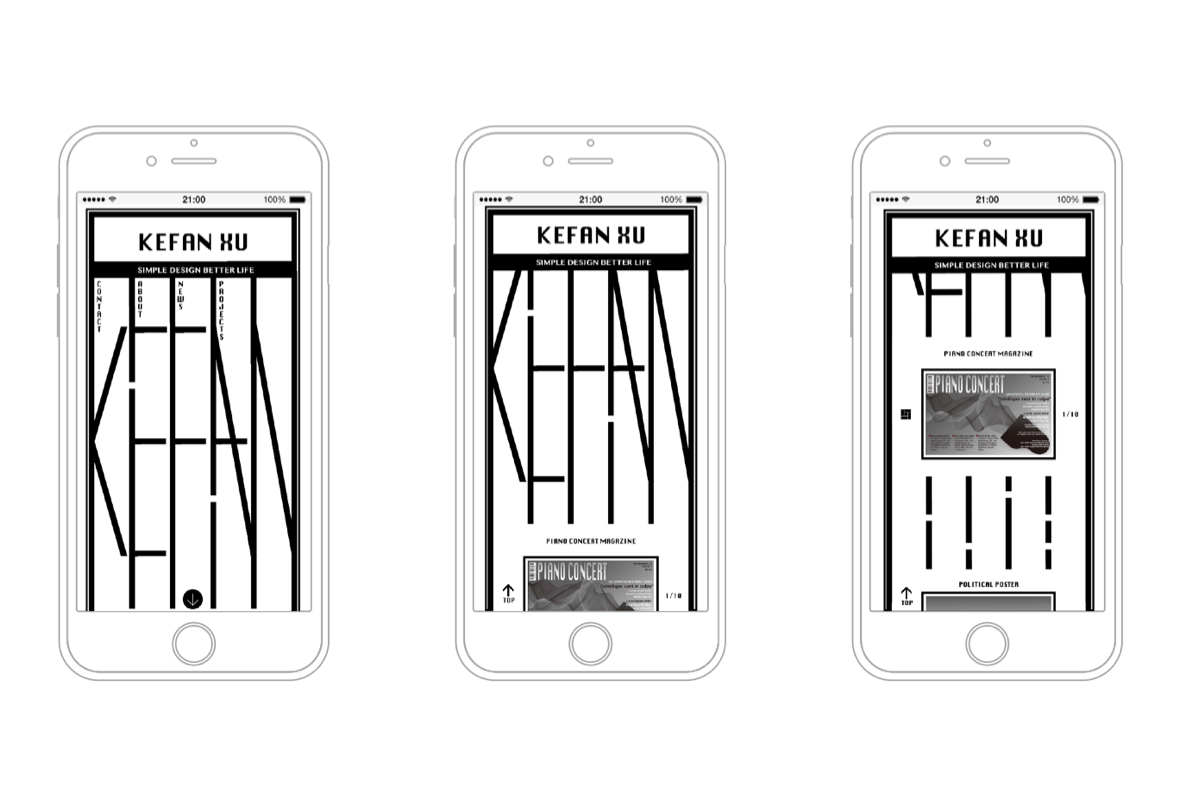 21:00
100%
KEFAN XU
SIMPLE DESIGN BETTER LIFE
CONTACT
ABOUT
NEWS
PROJECTS
KEFAN
21:00
100%
KEFAN XU
SIMPLE DESIGN BETTER LIFE
KEFAN
PIANO CONCERT MAGAZINE
PIANO CONCERT
TOP
1/10
21:00
100%
KEFAN XU
SIMPLE DESIGN BETTER LIFE
PIANO CONCERT MAGAZINE
PIANO CONCERT
1/10
POLITICAL POSTER
TOP